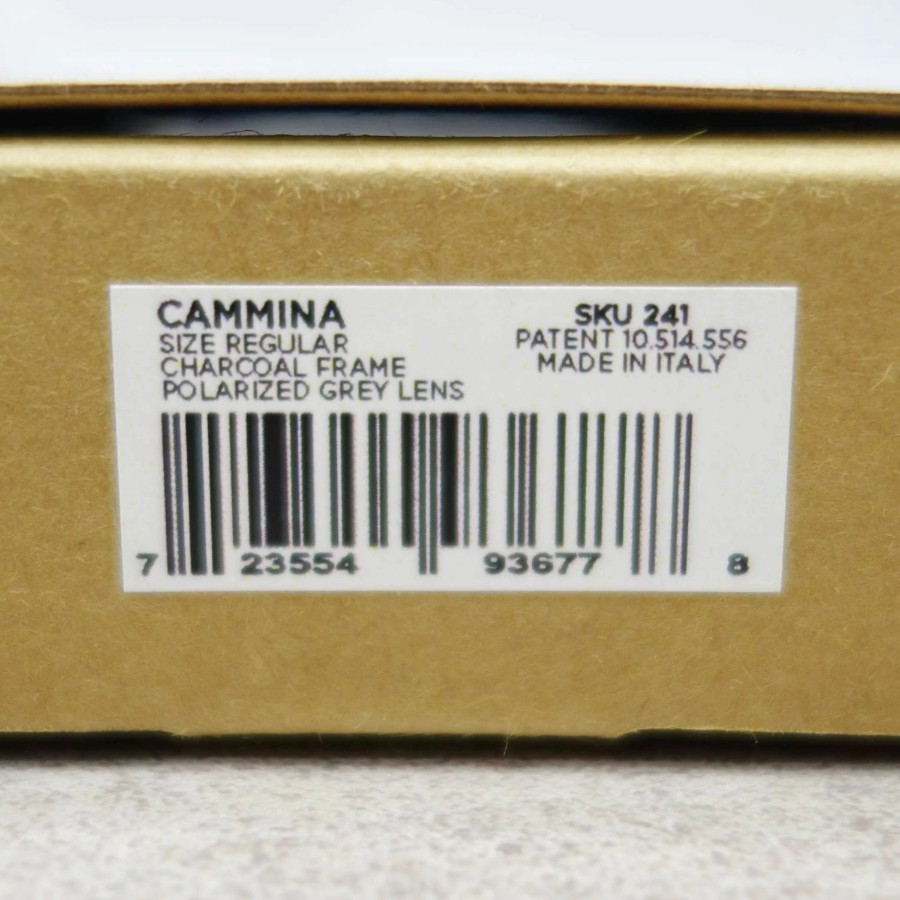 CAMMINA
SIZE REGULAR
CHARCOAL FRAME
POLARIZED GREY LENS
SKU 241
PATENT 10.514.556
MADE IN ITALY
7 23554 93677 8